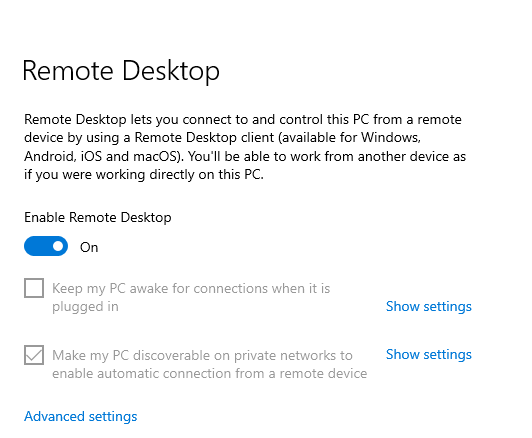 Remote Desktop
Remote Desktop lets you connect to and control this PC from a remote
device by using a Remote Desktop client (available for Windows,
Android, iOS and macOS). You'll be able to work from another device as
if you were working directly on this PC.
Enable Remote Desktop
On
Keep my PC awake for connections when it is
plugged in
Show settings
Make my PC discoverable on private networks to
enable automatic connection from a remote device
Show settings
Advanced settings